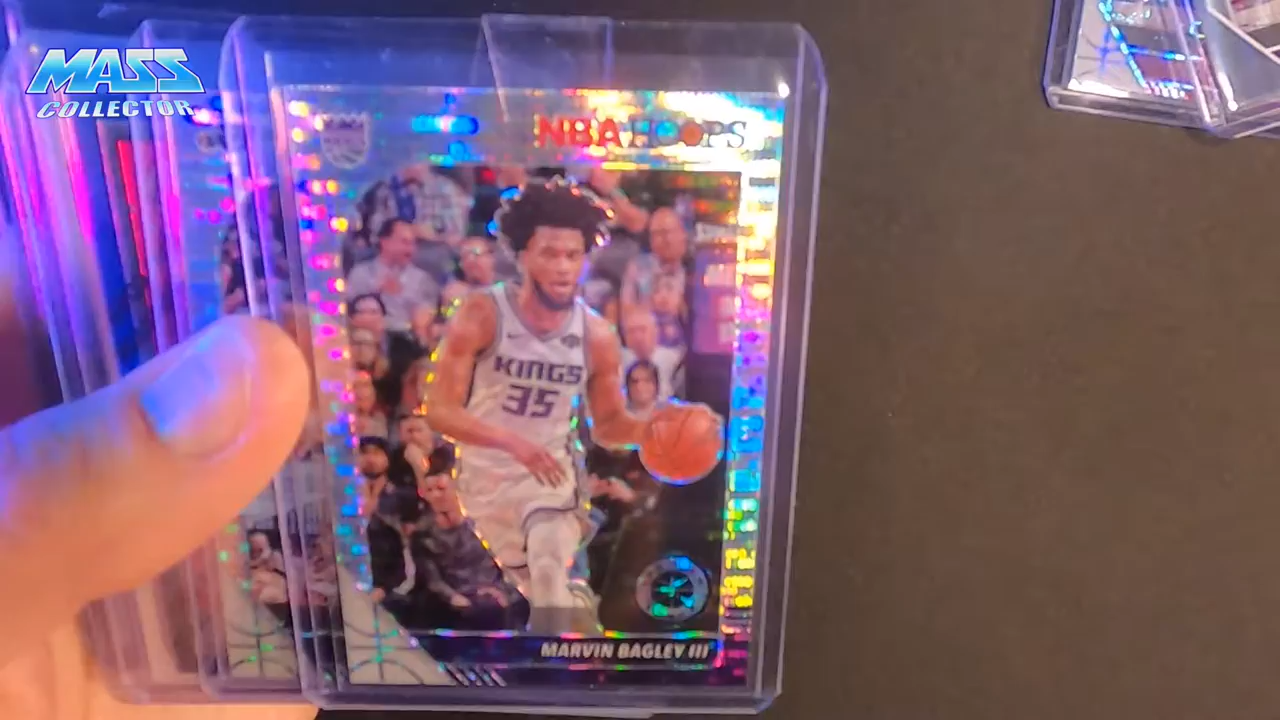 MASS
COLLECTOR
NBA HOOPS
KINGS
35
MARVIN BAGLEY III